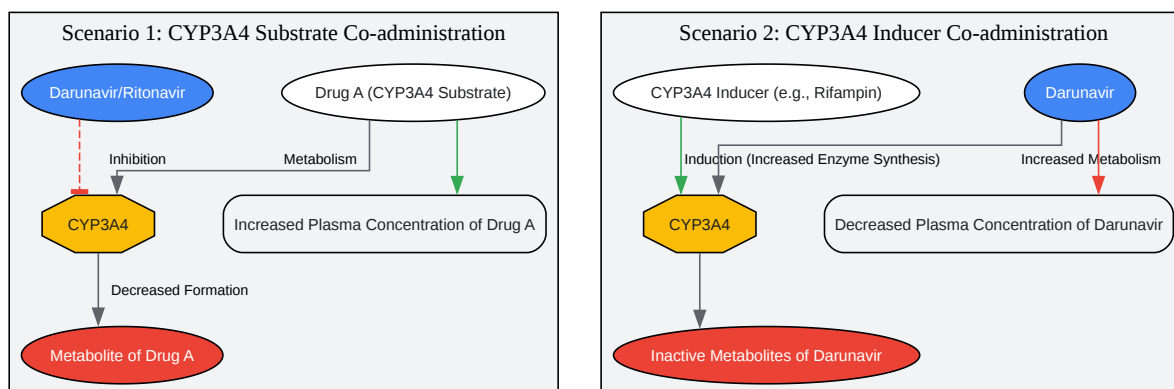 Scenario 1: CYP3A4 Substrate Co-administration
Darunavir/Ritonavir
Drug A (CYP3A4 Substrate)
Inhibition
Metabolism
CYP3A4
Increased Plasma Concentration of Drug A
Decreased Formation
Metabolite of Drug A
Scenario 2: CYP3A4 Inducer Co-administration
CYP3A4 Inducer (e.g., Rifampin)
Darunavir
Induction (Increased Enzyme Synthesis)
Increased Metabolism
CYP3A4
Decreased Plasma Concentration of Darunavir
Inactive Metabolites of Darunavir